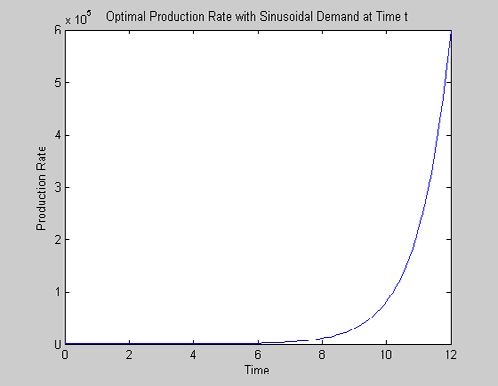 Optimal Production Rate with Sinusoidal Demand at Time t
x 10^5
6
5
4
3
2
1
0
Production Rate
0 2 4 6 8 10 12
Time